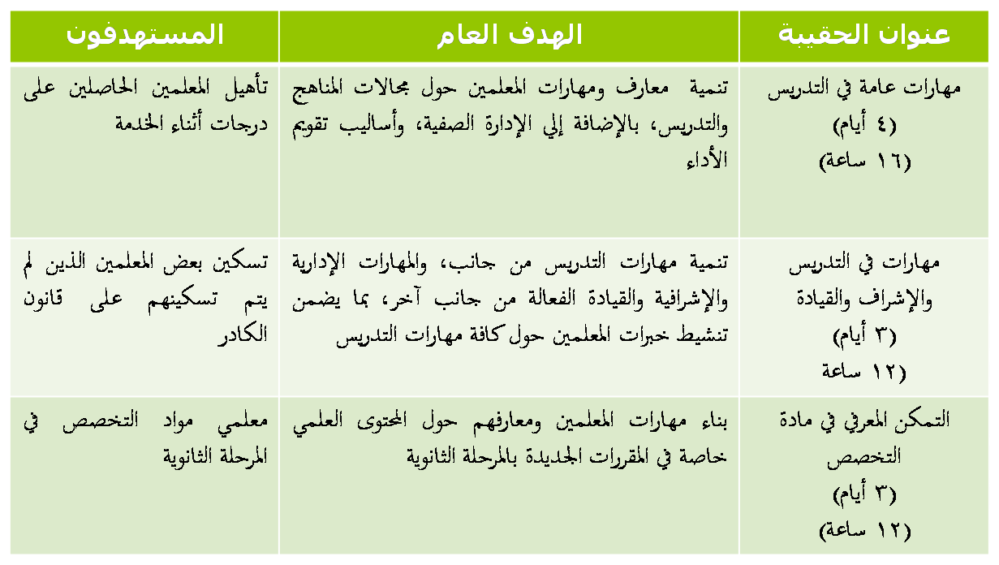 عنوان الحقيبة
الهدف العام
المستهدفون
مهارات عامة في التدريس
(٤ أيام)
(١٦ ساعة)
تنمية معارف ومهارات المعلمين حول مجالات المناهج
والتدريس، بالإضافة إلي الإدارة الصفية، وأساليب تقويم
الأداء
تأهيل المعلمين الحاصلين على
درجات أثناء الخدمة
مهارات في التدريس
والإشراف والقيادة
(٣ أيام)
(١٢ ساعة
تنمية مهارات التدريس من جانب، والمهارات الإدارية
والإشرافية والقيادة الفعالة من جانب آخر، بما يضمن
تنشيط خبرات المعلمين حول كافة مهارات التدريس
تسكين بعض المعلمين الذين لم
يتم تسكينهم على قانون
الكادر
التمكن المعرفي في مادة
التخصص
(٣ أيام)
(١٢ ساعة)
بناء مهارات المعلمين ومعارفهم حول المحتوى العلمي
خاصة في المقررات الجديدة بالمرحلة الثانوية
معلمي مواد التخصص في
المرحلة الثانوية